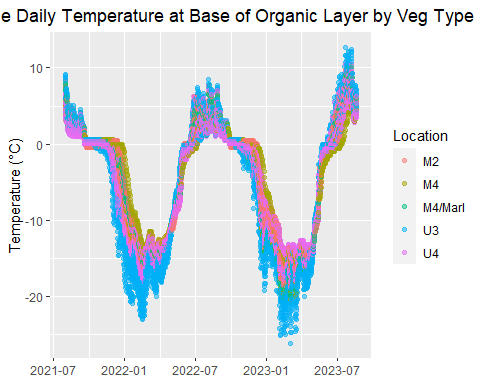 e Daily Temperature at Base of Organic Layer by Veg Type
10
0
-10
-20
Temperature (°C)
2021-07 2022-01 2022-07 2023-01 2023-07
Location
M2
M4
M4/Marl
U3
U4